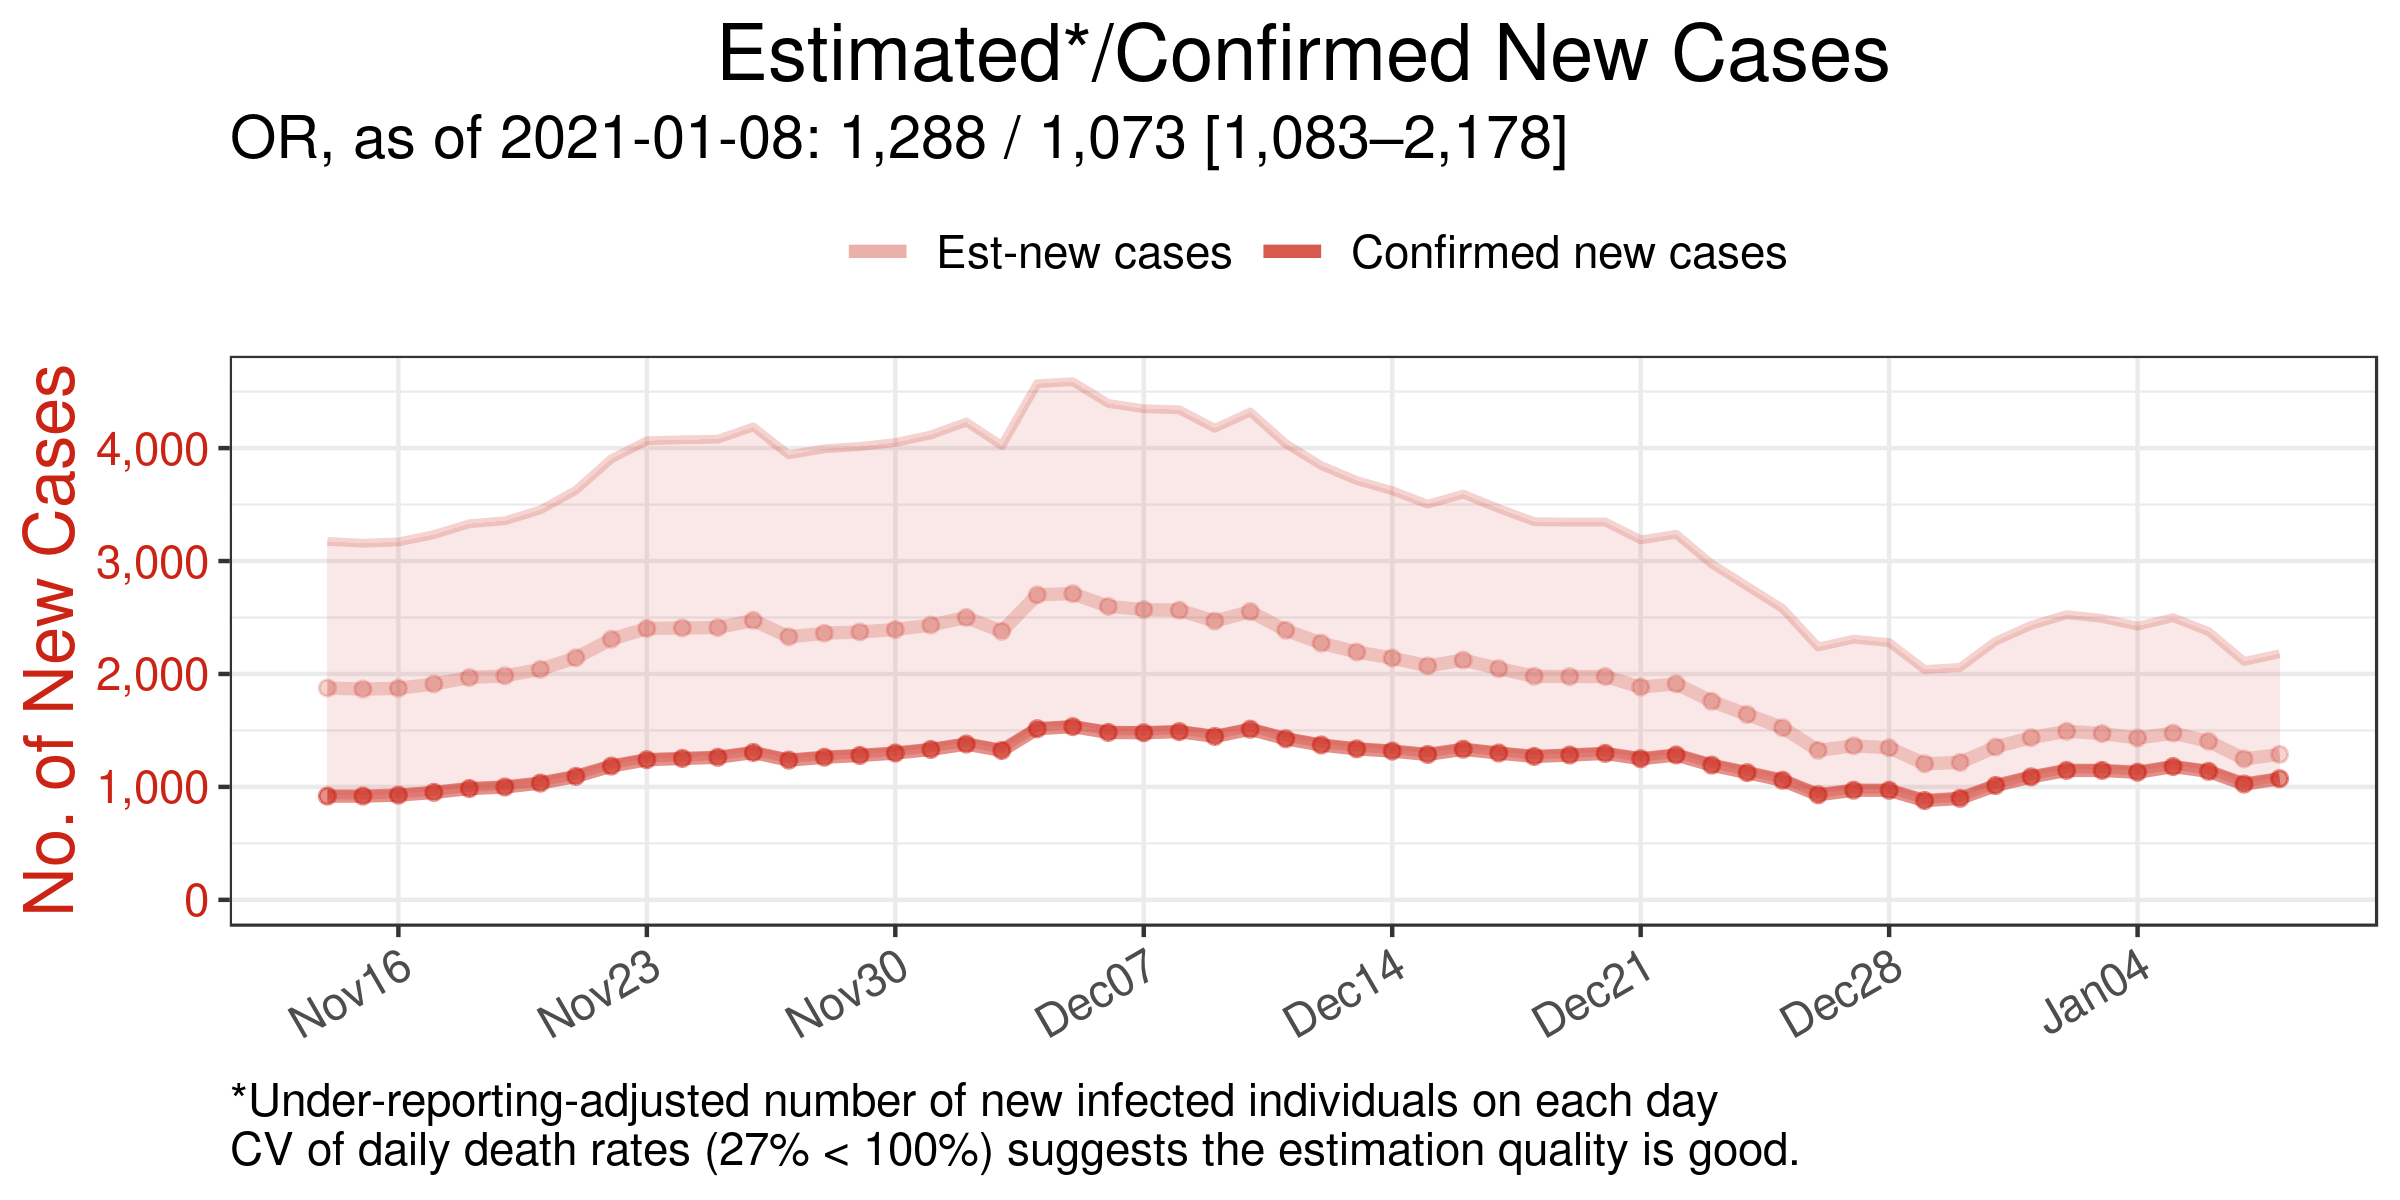 Estimated*/Confirmed New Cases
OR, as of 2021-01-08: 1,288 / 1,073 [1,083–2,178]
Est-new cases Confirmed new cases
No. of New Cases
4,000
3,000
2,000
1,000
0
Nov16 Nov23 Nov30 Dec07 Dec14 Dec21 Dec28 Jan04
*Under-reporting-adjusted number of new infected individuals on each day
CV of daily death rates (27% < 100%) suggests the estimation quality is good.